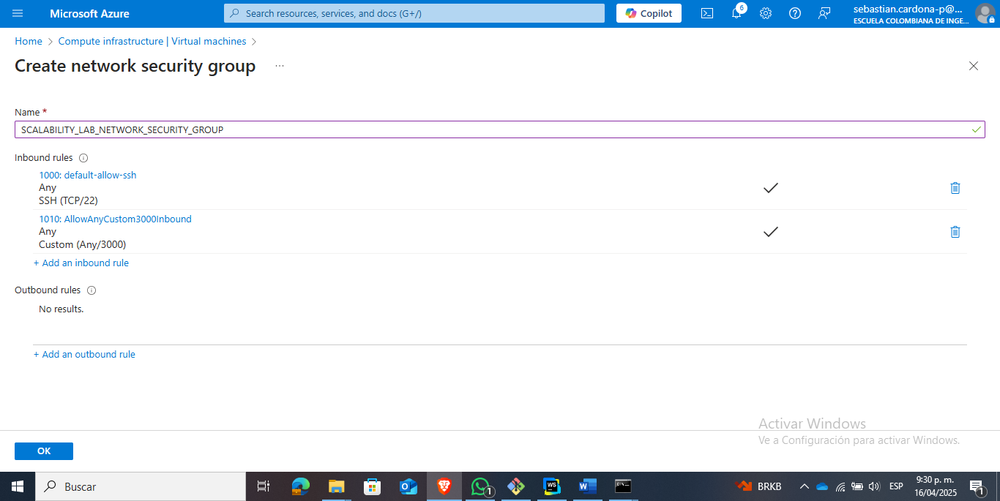 Microsoft Azure
Search resources, services, and docs (G+/)
Copilot
6
sebastian.cardona-p@...
ESCUELA COLOMBIANA DE INGE...
Home > Compute infrastructure | Virtual machines >
Create network security group ...
Name *
SCALABILITY_LAB_NETWORK_SECURITY_GROUP
Inbound rules
1000: default-allow-ssh
Any
SSH (TCP/22)
1010: AllowAnyCustom3000Inbound
Any
Custom (Any/3000)
+ Add an inbound rule
Outbound rules
No results.
+ Add an outbound rule
Activar Windows
Ve a Configuración para activar Windows.
OK
Buscar
1
WS
BRKB
ESP
9:30 p. m.
16/04/2025
1